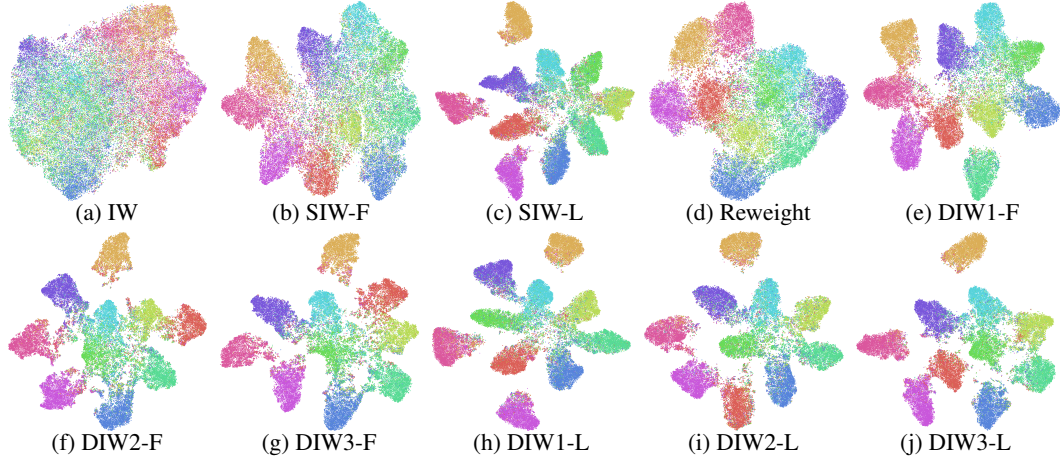 (a) IW
(b) SIW-F
(c) SIW-L
(d) Reweight
(e) DIW1-F
(f) DIW2-F
(g) DIW3-F
(h) DIW1-L
(i) DIW2-L
(j) DIW3-L